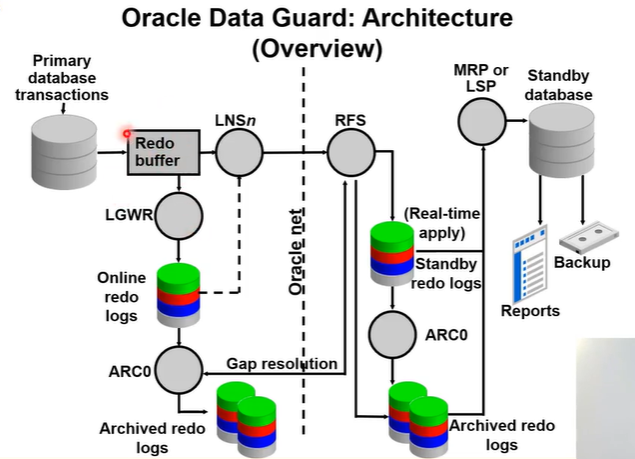 Oracle Data Guard: Architecture
(Overview)
Primary
database
transactions
Redo
buffer
LNSn
RFS
MRP or
LSP
Standby
database
LGWR
Online
redo
logs
Oracle net
(Real-time
apply)
Standby
redo logs
Backup
Reports
ARC0
Gap resolution
ARC0
Archived redo
logs
Archived redo
logs